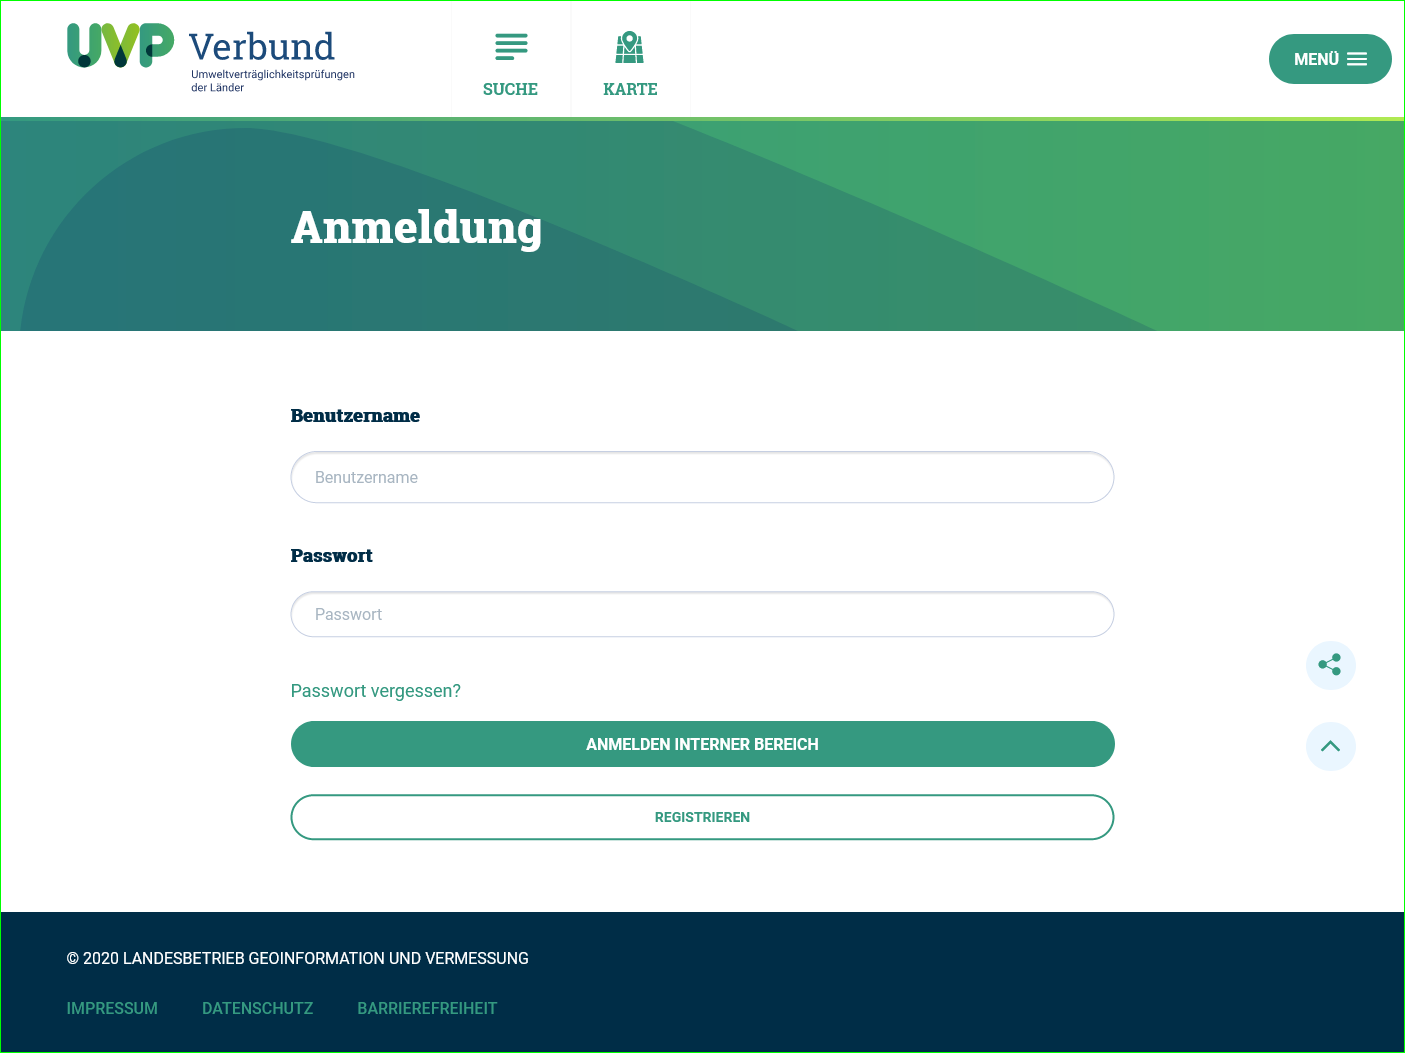 UVP Verbund
Umweltverträglichkeitsprüfungen
der Länder
SUCHE
KARTE
MENÜ
Anmeldung
Benutzername
Benutzername
Passwort
Passwort
Passwort vergessen?
ANMELDEN INTERNER BEREICH
REGISTRIEREN
© 2020 LANDESBETRIEB GEOINFORMATION UND VERMESSUNG
IMPRESSUM DATENSCHUTZ BARRIEREFREIHEIT